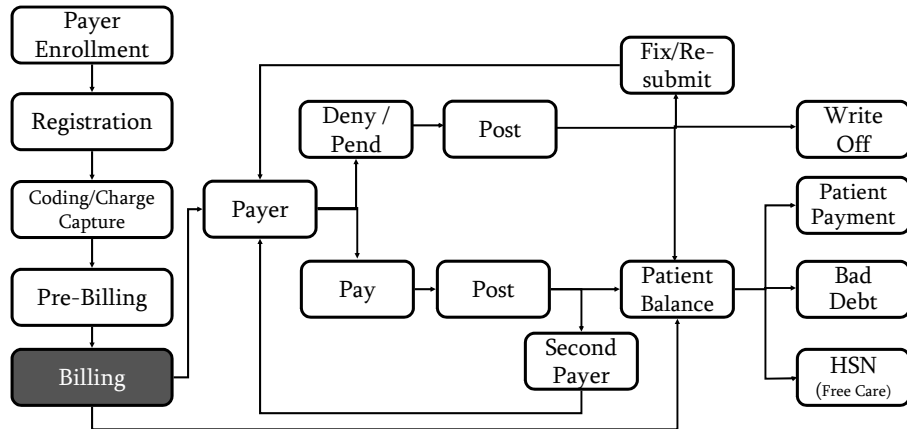 Payer
Enrollment
Registration
Coding/Charge
Capture
Pre-Billing
Billing
Payer
Deny /
Pend
Post
Fix/Re-
submit
Write
Off
Pay
Post
Second
Payer
Patient
Balance
Patient
Payment
Bad
Debt
HSN
(Free Care)